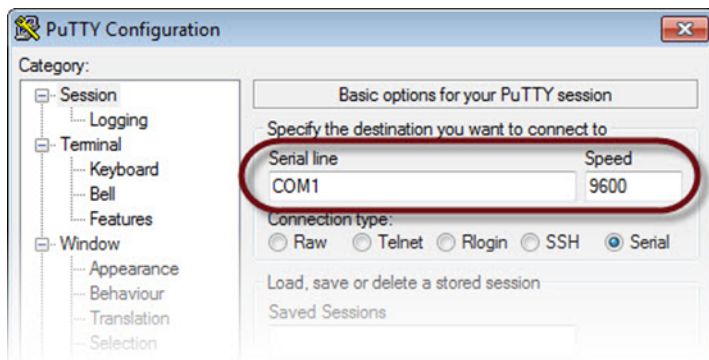 PuTTY Configuration
Category:
Session
Logging
Terminal
Keyboard
Bell
Features
Window
Appearance
Behaviour
Translation
Selection
Basic options for your PuTTY session
Specify the destination you want to connect to
Serial line Speed
COM1 9600
Connection type:
Raw Telnet Rlogin SSH Serial
Load, save or delete a stored session
Saved Sessions